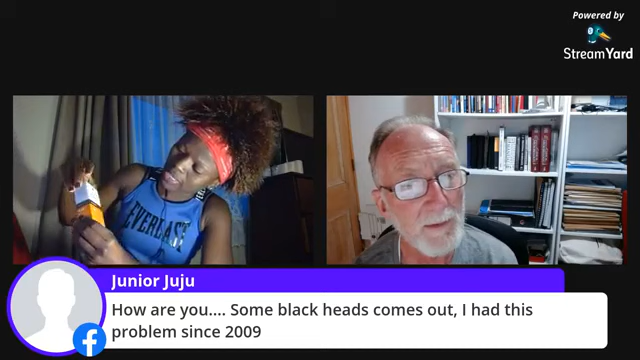 Powered by
StreamYard
EVERLAST
Junior Juju
How are you.... Some black heads comes out, I had this
problem since 2009